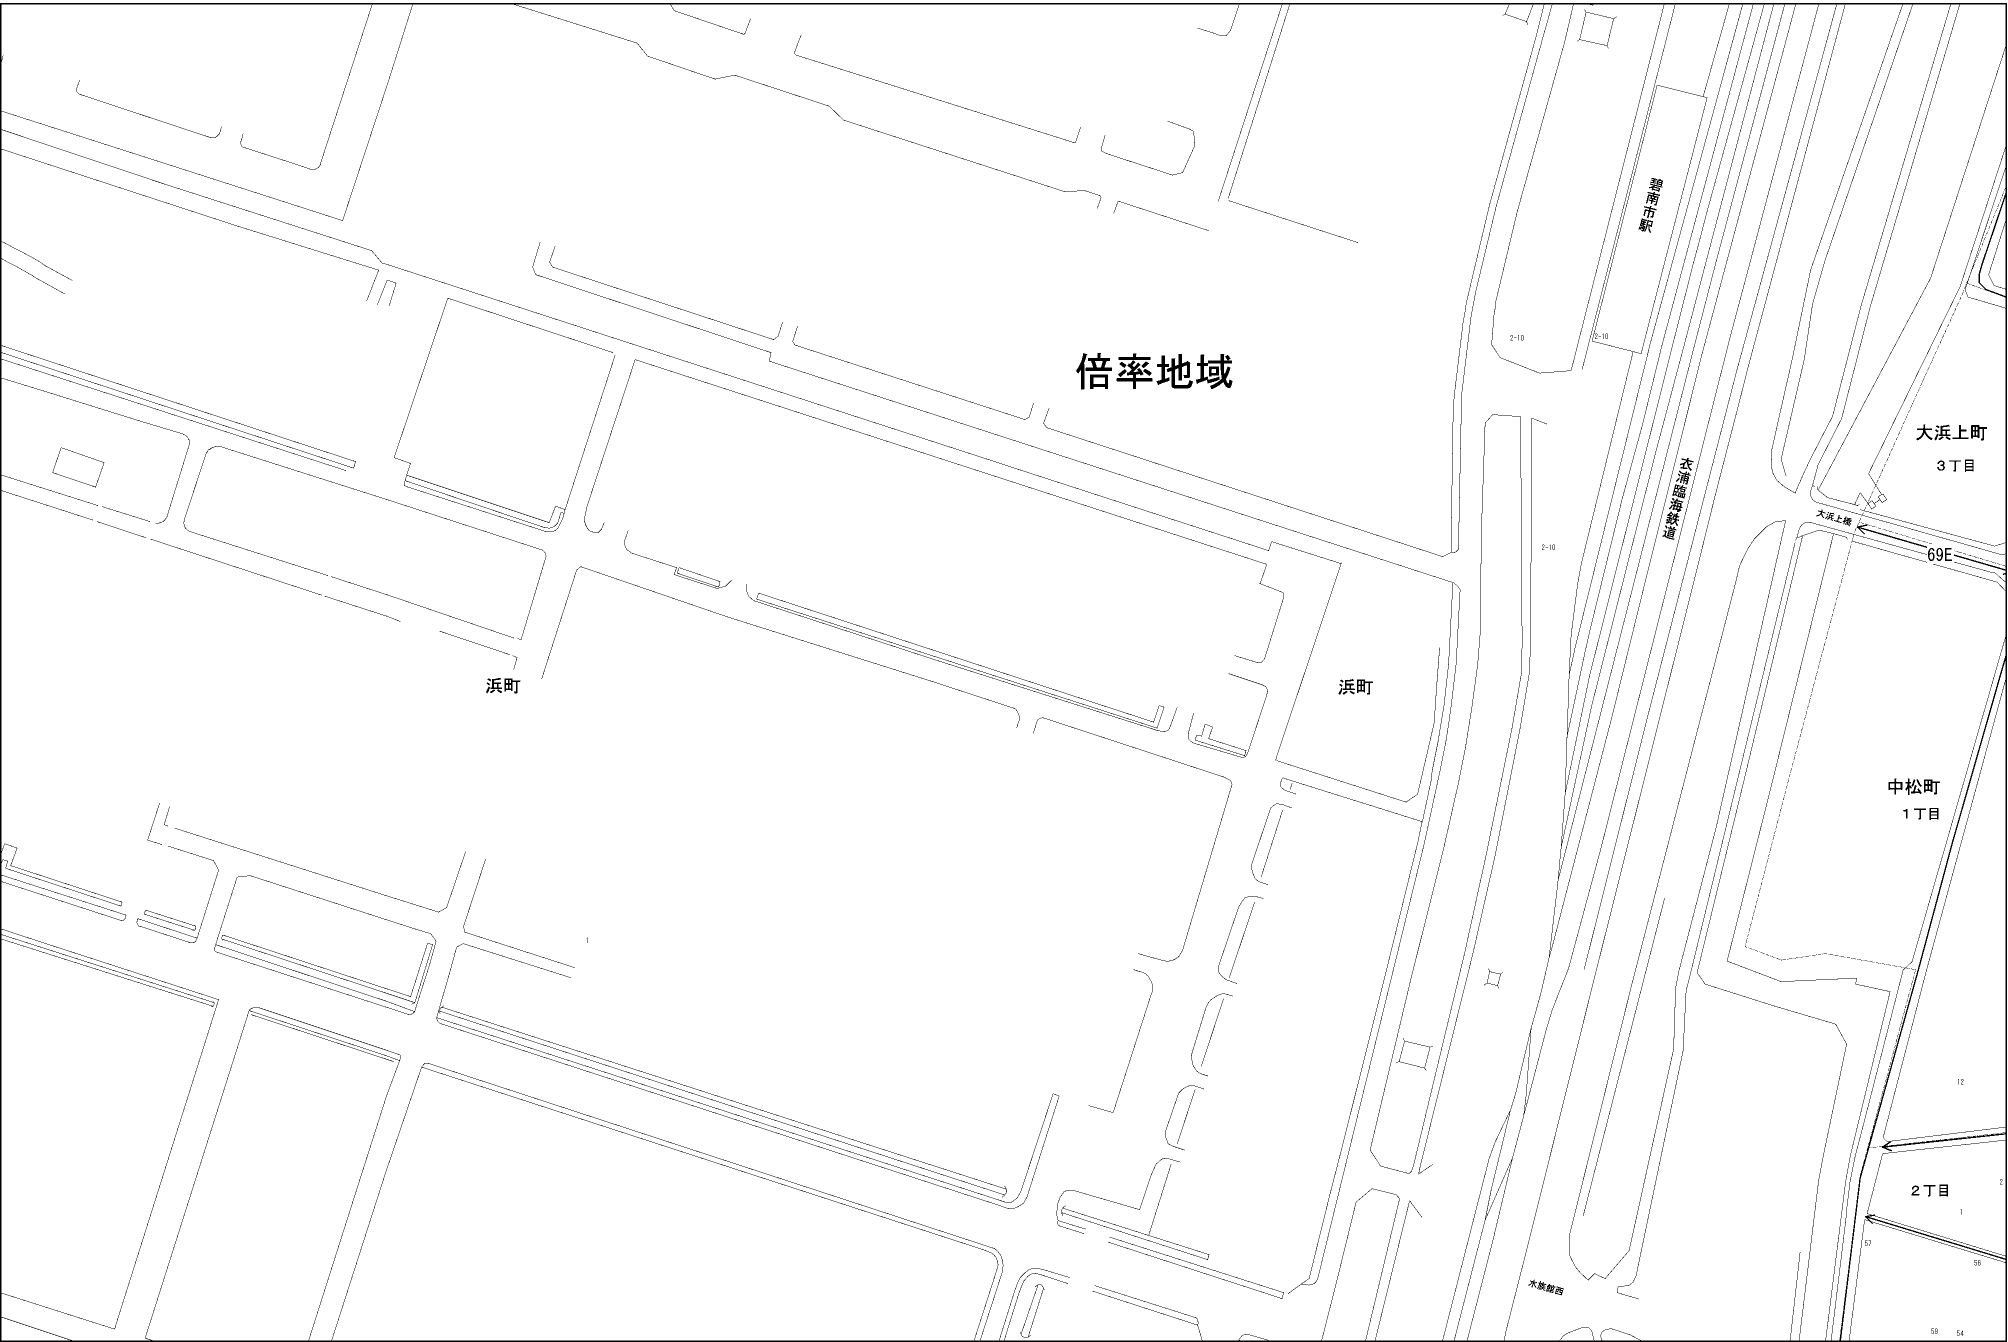 碧南市駅
2-10
2-10
倍率地域
大浜上町
3丁目
衣浦臨海鉄道
大浜上橋
2-10
69E
浜町
浜町
中松町
1丁目
1
12
2丁目
2
1
57
56
水族館西
59
54